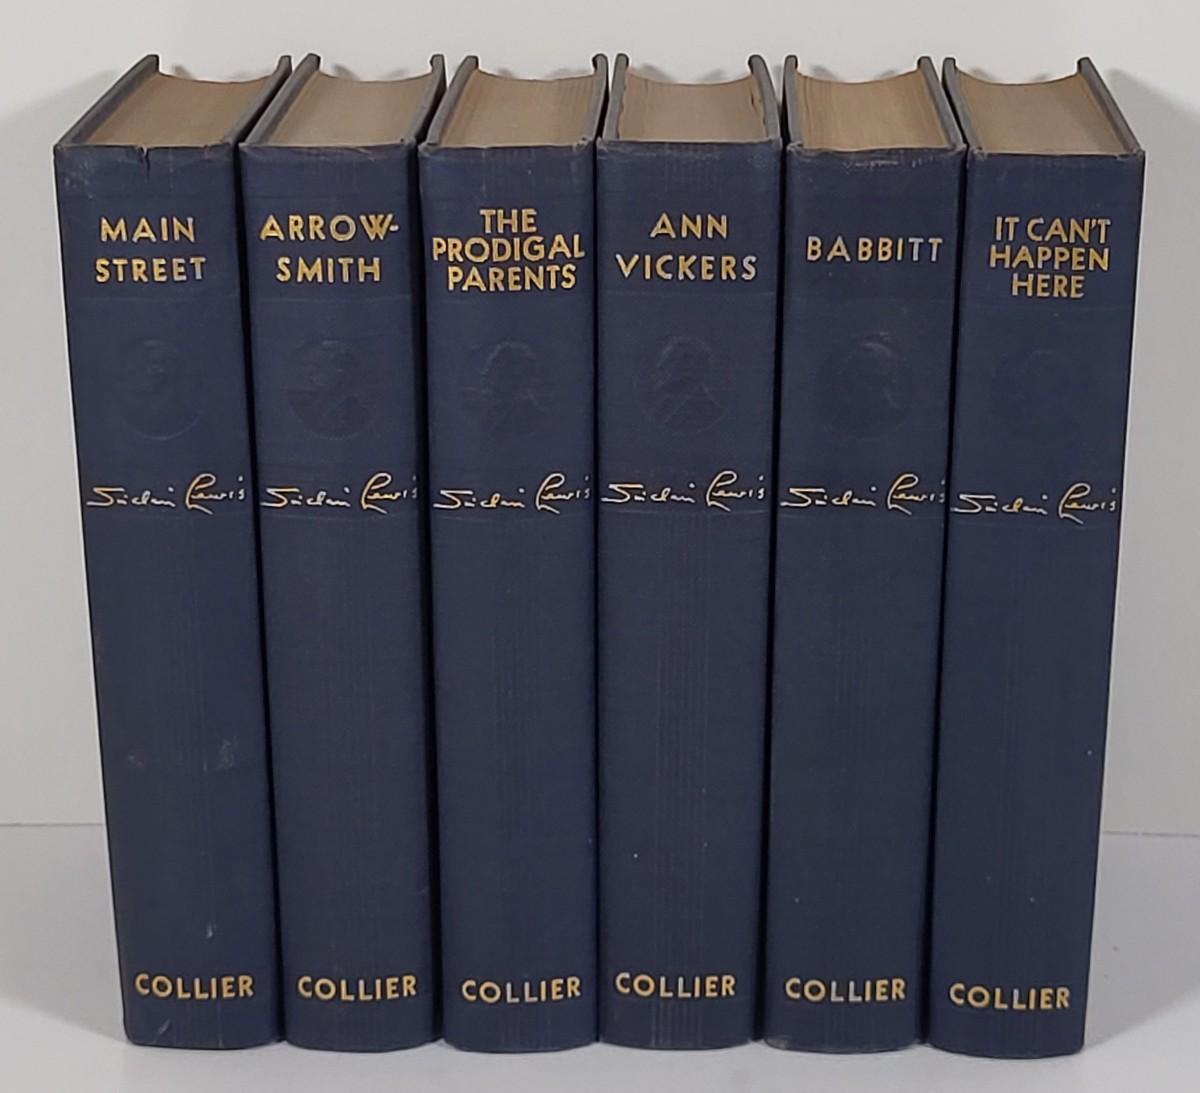 MAIN
STREET
Sinclair Lewis
COLLIER
ARROW-
SMITH
Sinclair Lewis
COLLIER
THE
PRODIGAL
PARENTS
Sinclair Lewis
COLLIER
ANN
VICKERS
Sinclair Lewis
COLLIER
BABBITT
Sinclair Lewis
COLLIER
IT CAN'T
HAPPEN
HERE
Sinclair Lewis
COLLIER